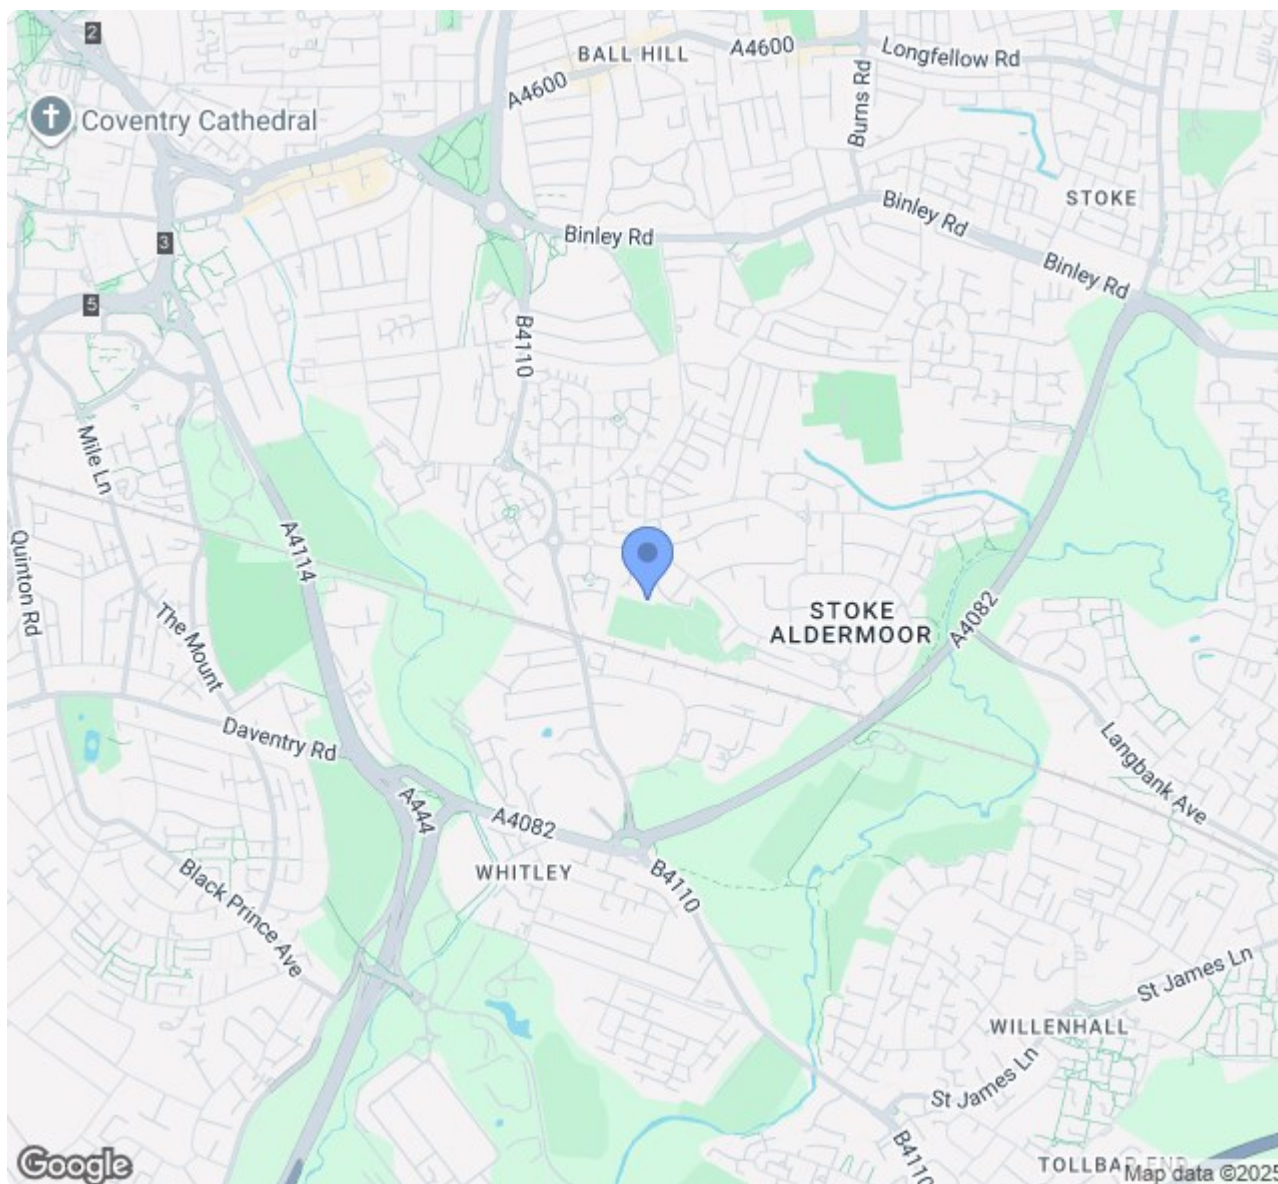 2
BALL HILL
A4600
A4600
Longfellow Rd
Burns Rd
Coventry Cathedral
STOKE
Binley Rd
Binley Rd
Binley Rd
3
5
B4110
Mile Ln
A4114
Quinton Rd
The Mount
STOKE
ALDERMOOR
A4082
Daventry Rd
Langbank Ave
A444
A4082
WHITLEY
B4110
Black Prince Ave
St James Ln
WILLENHALL
St James Ln
B4110
TOLLBAR END
Google
Map data ©2025